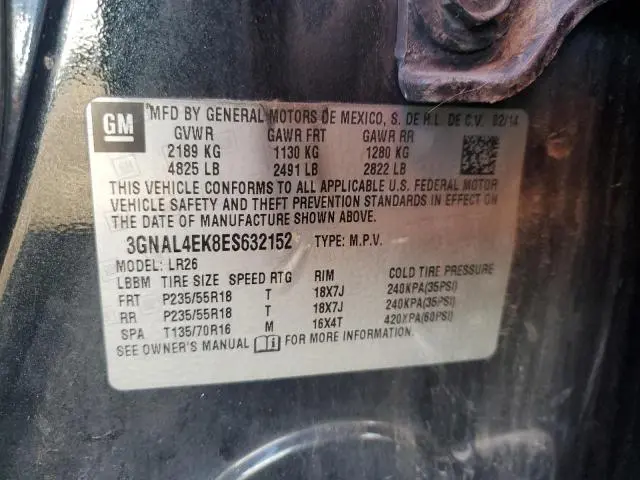 GM
MFD BY GENERAL MOTORS DE MEXICO, S. DE R.L. DE C.V. 02/14
GVWR GAWR FRT GAWR RR
2189 KG 1130 KG 1280 KG
4825 LB 2491 LB 2822 LB
THIS VEHICLE CONFORMS TO ALL APPLICABLE U.S. FEDERAL MOTOR
VEHICLE SAFETY AND THEFT PREVENTION STANDARDS IN EFFECT ON
THE DATE OF MANUFACTURE SHOWN ABOVE.
3GNAL4EK8ES632152 TYPE: M.P.V.
MODEL: LR26
LBBM TIRE SIZE SPEED RTG RIM COLD TIRE PRESSURE
FRT P235/55R18 T 18X7J 240KPA(35PSI)
RR P235/55R18 T 18X7J 240KPA(35PSI)
SPA T135/70R16 M 16X4T 420KPA(60PSI)
SEE OWNER'S MANUAL FOR MORE INFORMATION.